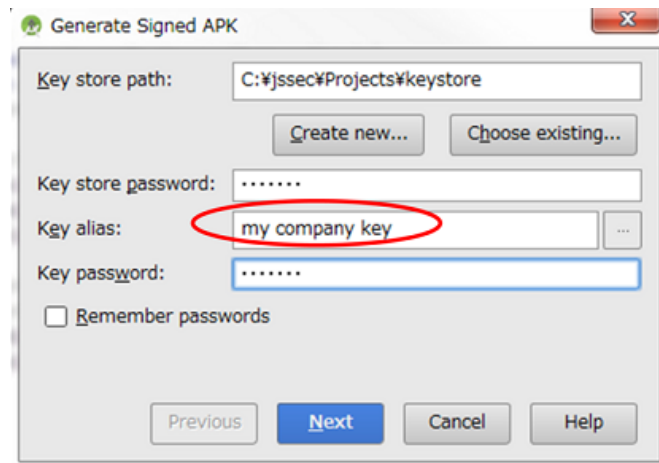 Generate Signed APK
Key store path: C:¥jssec¥Projects¥keystore
Create new... Choose existing...
Key store password: •••••••
Key alias: my company key ...
Key password: •••••••
Remember passwords
Previous Next Cancel Help